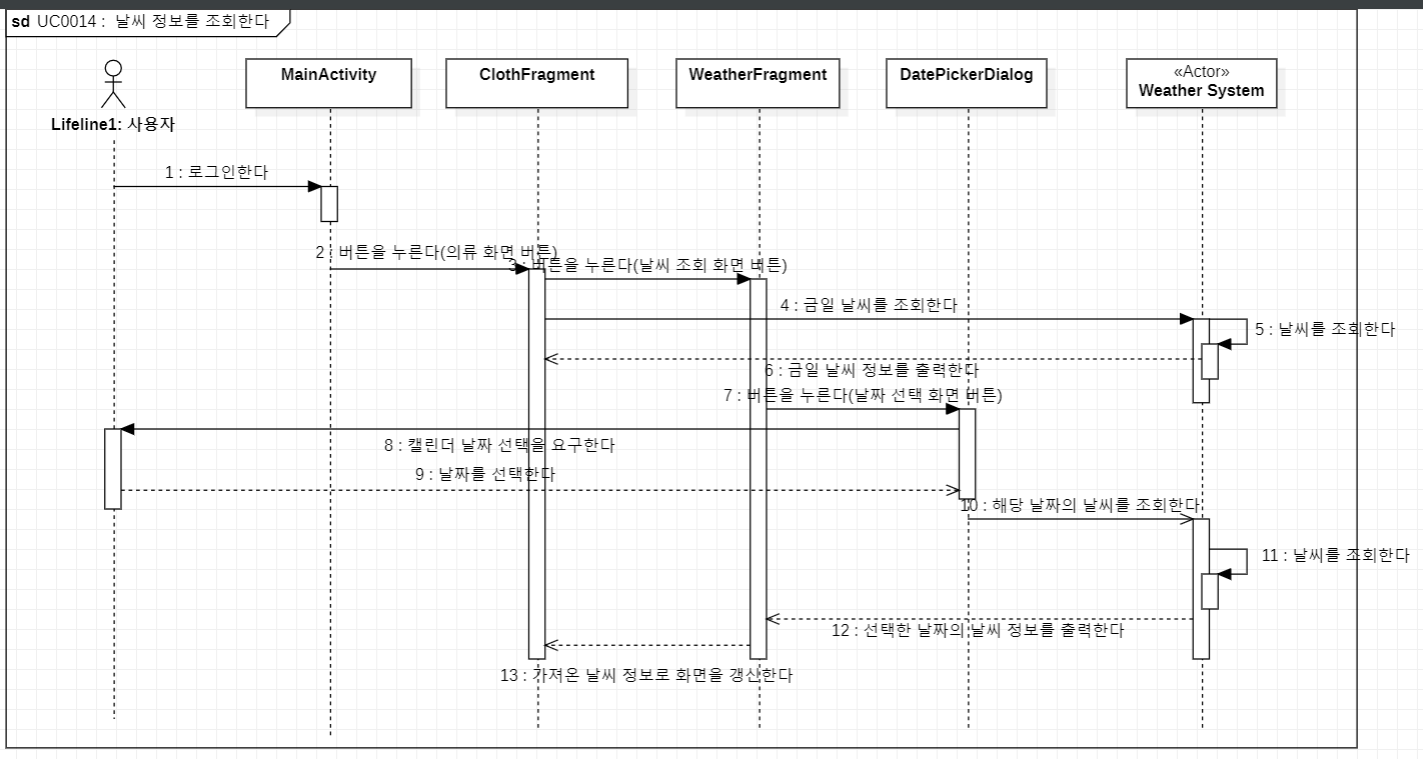 sd UC0014 : 날씨 정보를 조회한다
MainActivity
ClothFragment
WeatherFragment
DatePickerDialog
«Actor»
Weather System
Lifeline1: 사용자
1 : 로그인한다
2 : 버튼을 누른다(의류 화면 버튼)
3 : 버튼을 누른다(날씨 조회 화면 버튼)
4 : 금일 날씨를 조회한다
5 : 날씨를 조회한다
6 : 금일 날씨 정보를 출력한다
7 : 버튼을 누른다(날짜 선택 화면 버튼)
8 : 캘린더 날짜 선택을 요구한다
9 : 날짜를 선택한다
10 : 해당 날짜의 날씨를 조회한다
11 : 날씨를 조회한다
12 : 선택한 날짜의 날씨 정보를 출력한다
13 : 가져온 날씨 정보로 화면을 갱신한다